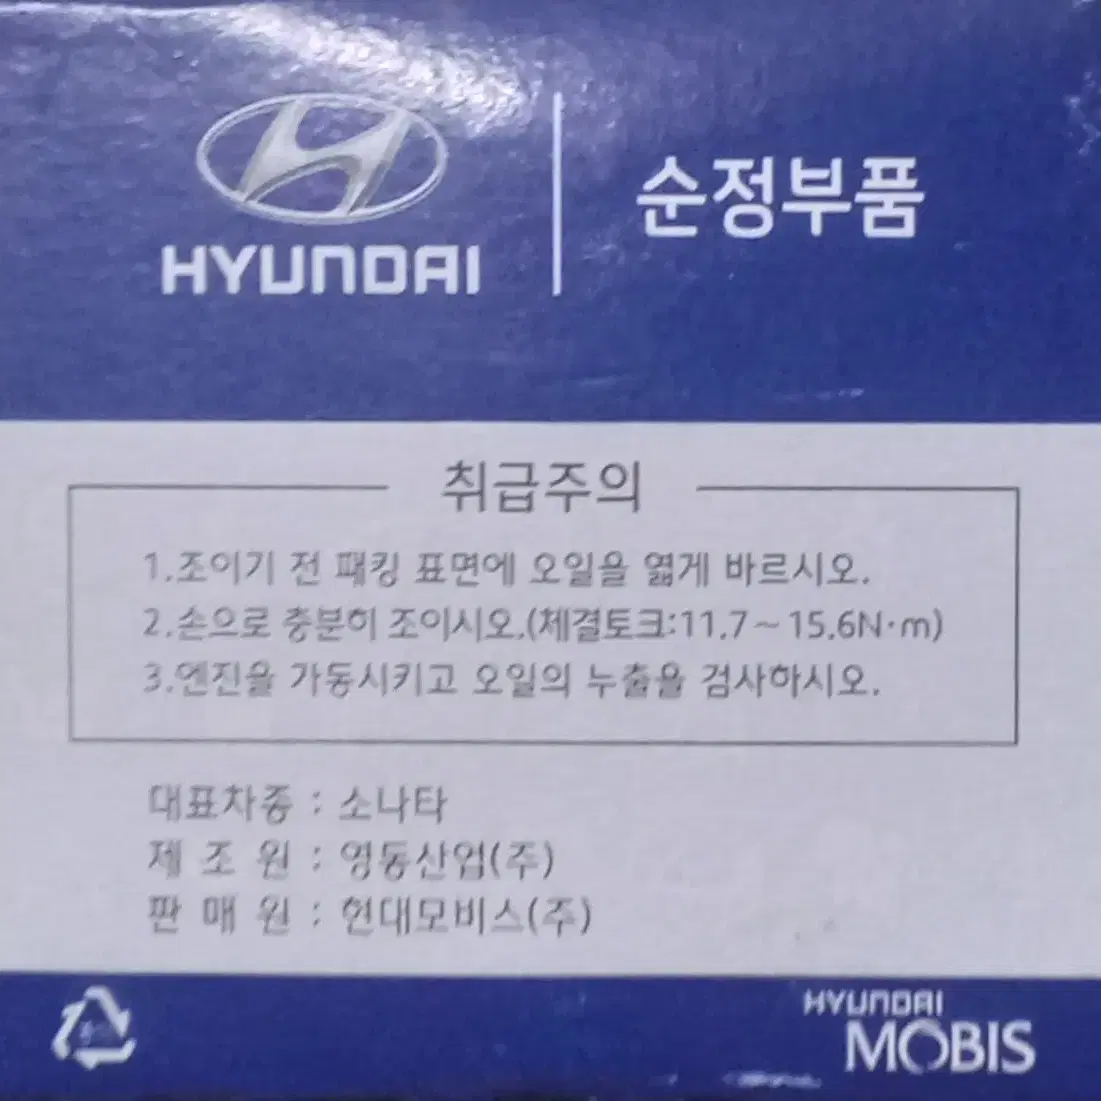 HYUNDAI
순정부품
취급주의
1.조이기 전 패킹 표면에 오일을 엷게 바르시오.
2.손으로 충분히 조이시오.(체결토크:11.7~15.6N·m)
3.엔진을 가동시키고 오일의 누출을 검사하시오.
대표차종 : 소나타
제 조 원 : 영동산업(주)
판 매 원 : 현대모비스(주)
HYUNDAI
MOBIS